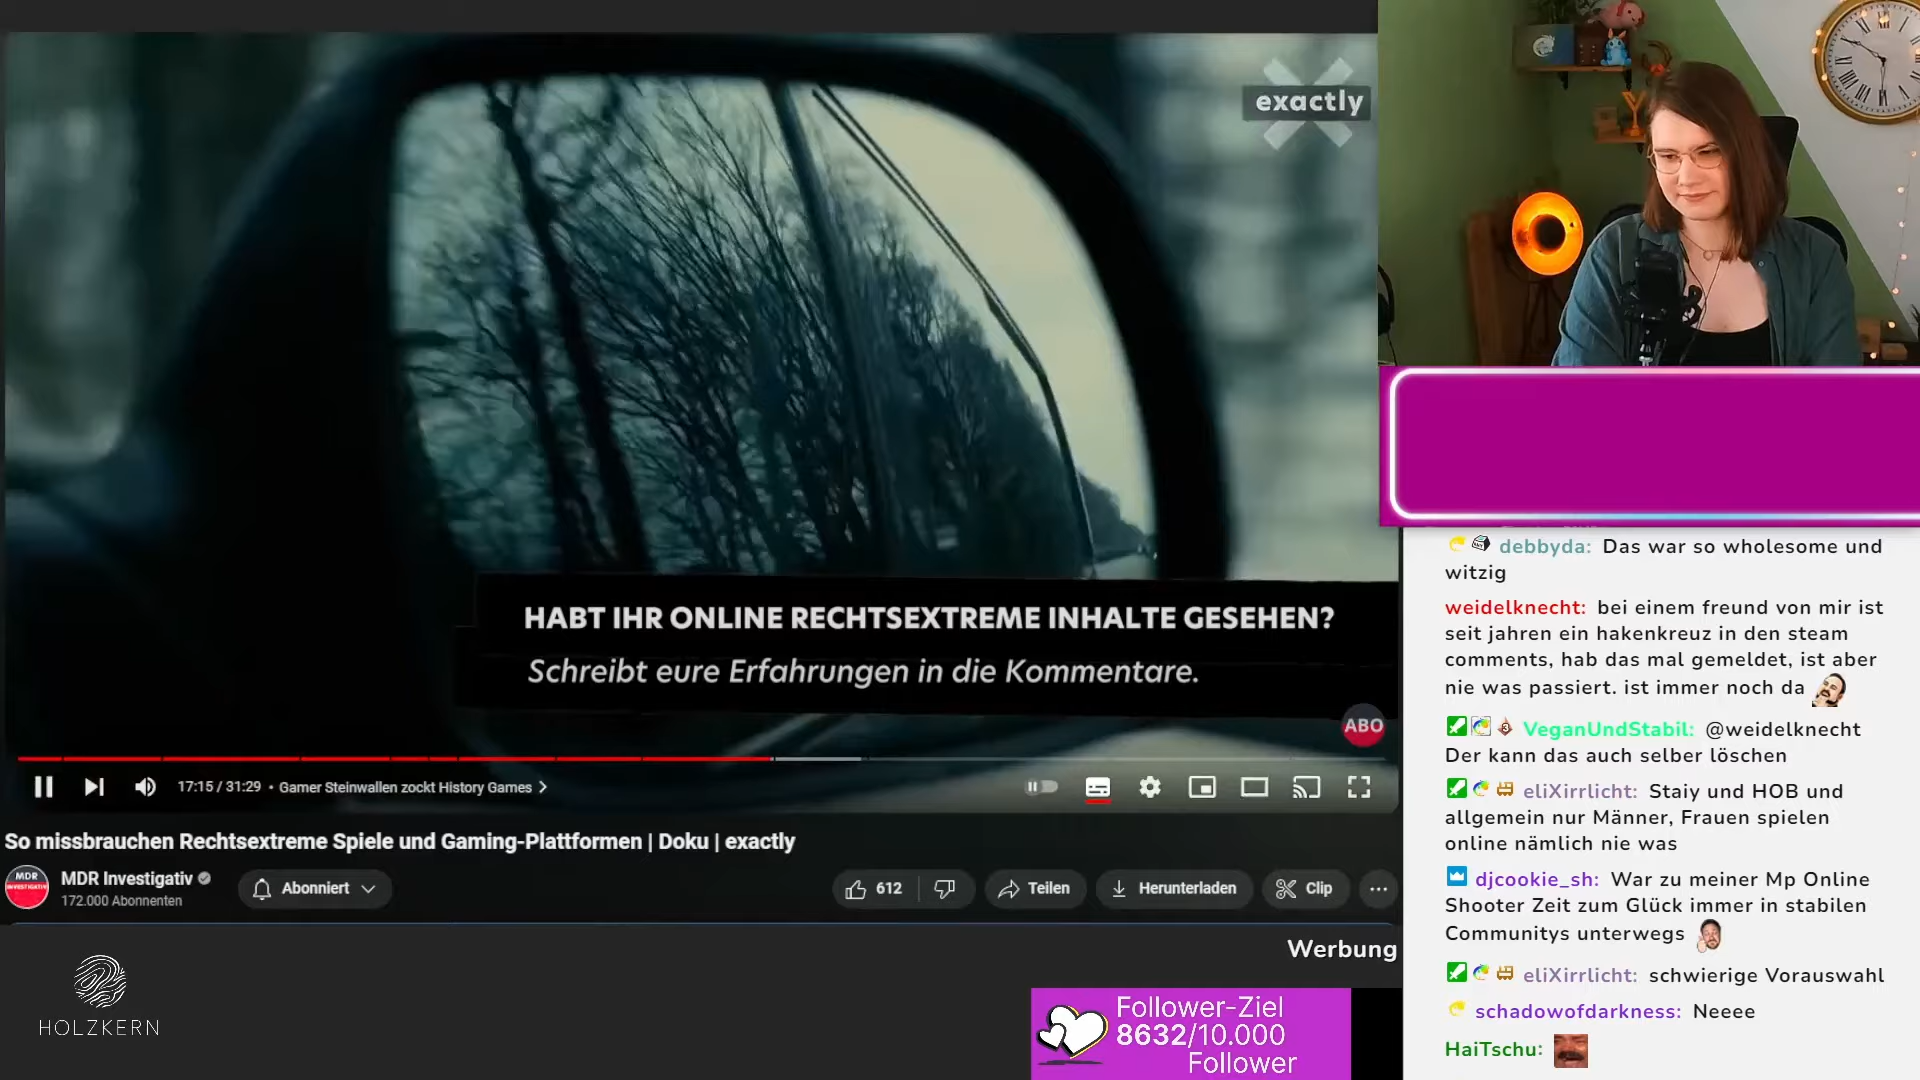 exactly
HABT IHR ONLINE RECHTSEXTREME INHALTE GESEHEN?
Schreibt eure Erfahrungen in die Kommentare.
ABO
17:15 / 31:29 • Gamer Steinwallen zockt History Games
So missbrauchen Rechtsextreme Spiele und Gaming-Plattformen | Doku | exactly
MDR
INVESTIGATIV
MDR Investigativ
172.000 Abonnenten
Abonniert
612
Teilen
Herunterladen
Clip
Werbung
HOLZKERN
Follower-Ziel
8632/10.000
Follower
debbyda: Das war so wholesome und
witzig
weidelknecht: bei einem freund von mir ist
seit jahren ein hakenkreuz in den steam
comments, hab das mal gemeldet, ist aber
nie was passiert. ist immer noch da
VeganUndStabil: @weidelknecht
Der kann das auch selber löschen
eliXirrlicht: Staiy und HOB und
allgemein nur Männer, Frauen spielen
online nämlich nie was
djcookie_sh: War zu meiner Mp Online
Shooter Zeit zum Glück immer in stabilen
Communitys unterwegs
eliXirrlicht: schwierige Vorauswahl
schadowofdarkness: Neeee
HaiTschu: